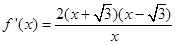 f '(x) = 2(x+√3)(x−√3) / x